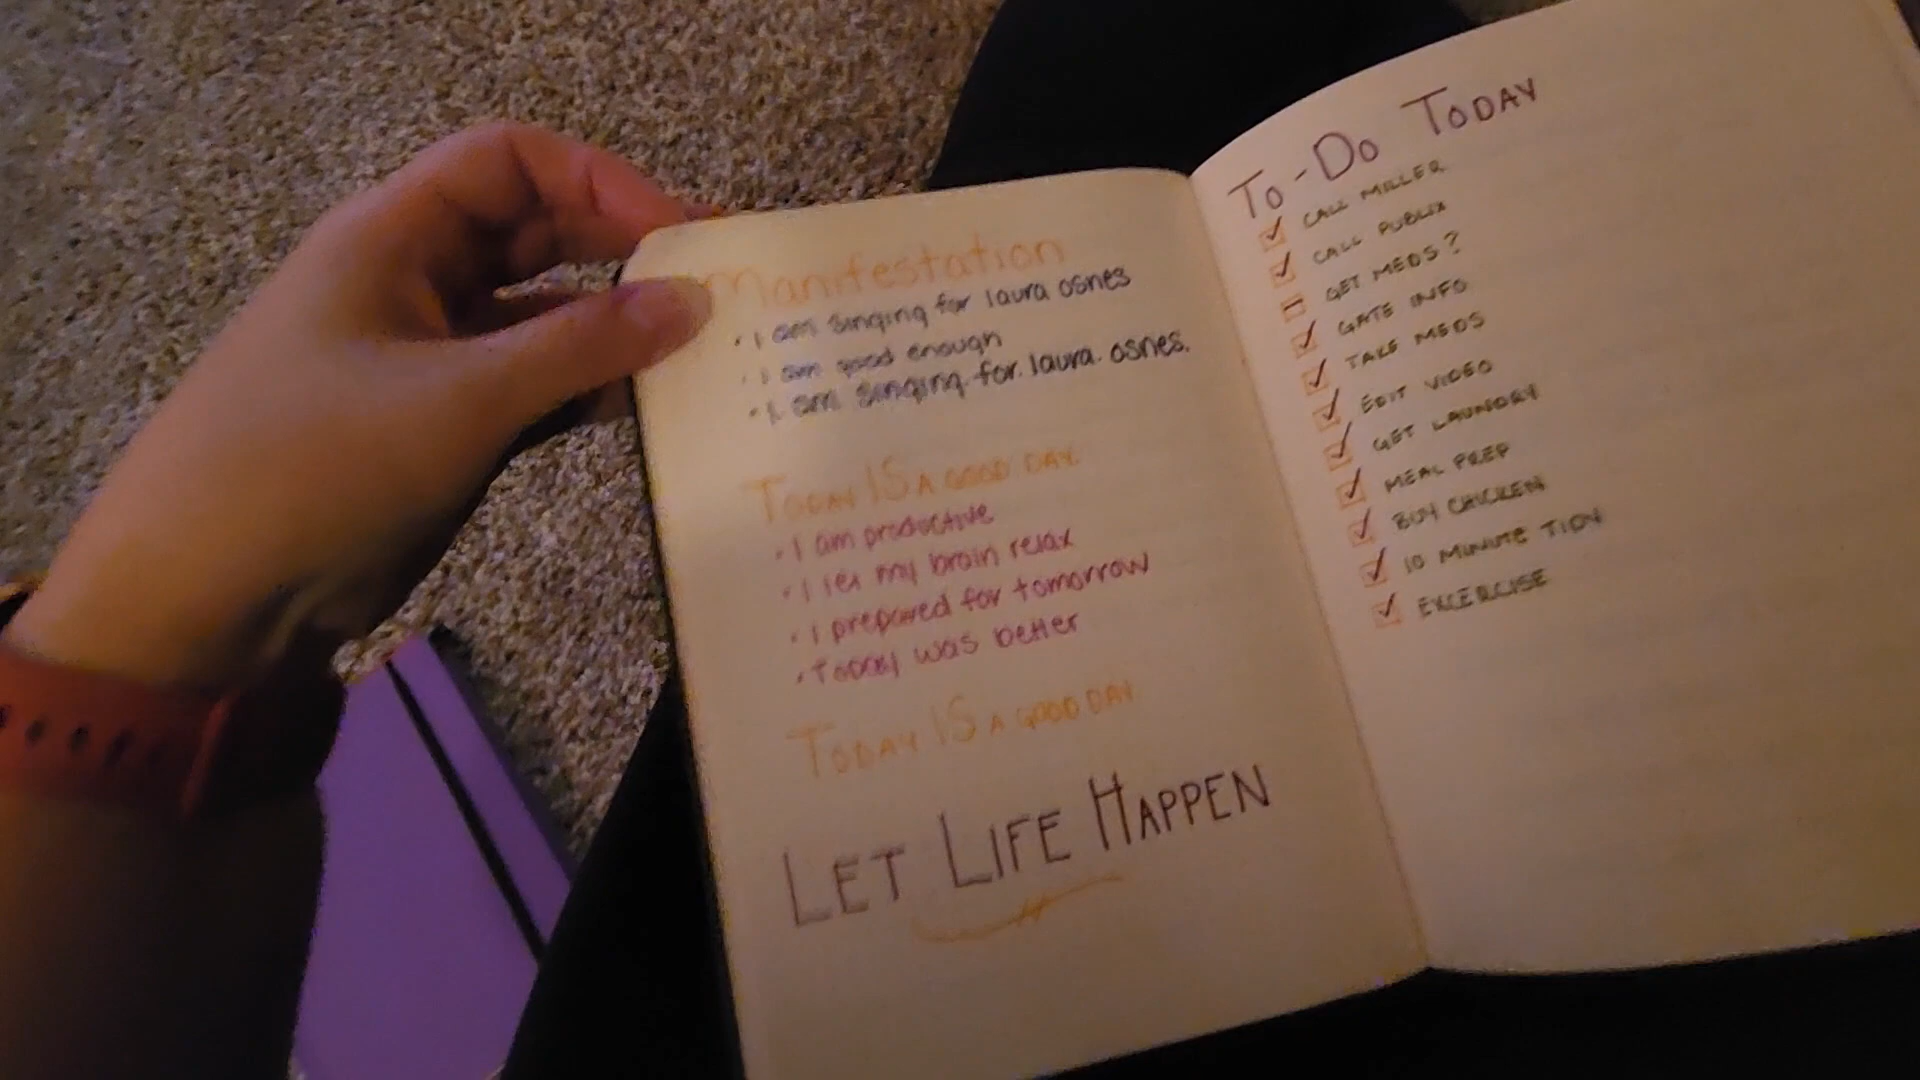 Manifestation
• I am singing for laura osnes
• I am good enough
• I am singing for laura osnes.
TODAY IS A GOOD DAY
• I am productive
• I let my brain relax
• I prepared for tomorrow
• Today was better
TODAY IS A GOOD DAY
LET LIFE HAPPEN
TO-DO TODAY
CALL MILLER
CALL PUBLIX
GET MEDS?
GATE INFO
TAKE MEDS
EDIT VIDEO
GET LAUNDRY
MEAL PREP
BUY CHICKEN
10 MINUTE TIDY
EXCERCISE